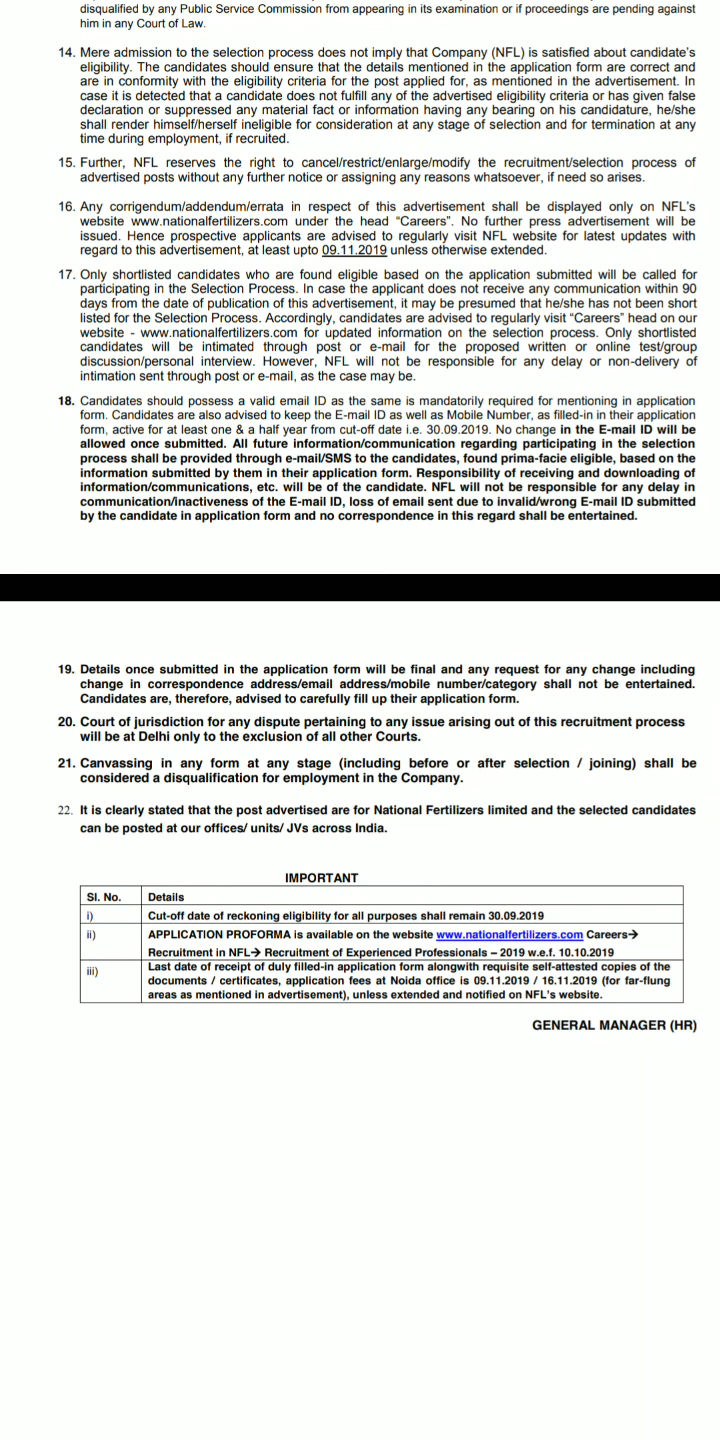 disqualified by any Public Service Commission from appearing in its examination or if proceedings are pending against
him in any Court of Law.
14. Mere admission to the selection process does not imply that Company (NFL) is satisfied about candidate's
eligibility. The candidates should ensure that the details mentioned in the application form are correct and
are in conformity with the eligibility criteria for the post applied for, as mentioned in the advertisement. In
case it is detected that a candidate does not fulfill any of the advertised eligibility criteria or has given false
declaration or suppressed any material fact or information having any bearing on his candidature, he/she
shall render himself/herself ineligible for consideration at any stage of selection and for termination at any
time during employment, if recruited.
15. Further, NFL reserves the right to cancel/restrict/enlarge/modify the recruitment/selection process of
advertised posts without any further notice or assigning any reasons whatsoever, if need so arises.
16. Any corrigendum/addendum/errata in respect of this advertisement shall be displayed only on NFL's
website www.nationalfertilizers.com under the head “Careers”. No further press advertisement will be
issued. Hence prospective applicants are advised to regularly visit NFL website for latest updates with
regard to this advertisement, at least upto 09.11.2019 unless otherwise extended.
17. Only shortlisted candidates who are found eligible based on the application submitted will be called for
participating in the Selection Process. In case the applicant does not receive any communication within 90
days from the date of publication of this advertisement, it may be presumed that he/she has not been short
listed for the Selection Process. Accordingly, candidates are advised to regularly visit “Careers” head on our
website - www.nationalfertilizers.com for updated information on the selection process. Only shortlisted
candidates will be intimated through post or e-mail for the proposed written or online test/group
discussion/personal interview. However, NFL will not be responsible for any delay or non-delivery of
intimation sent through post or e-mail, as the case may be.
18. Candidates should possess a valid email ID as the same is mandatorily required for mentioning in application
form. Candidates are also advised to keep the E-mail ID as well as Mobile Number, as filled-in in their application
form, active for at least one & a half year from cut-off date i.e. 30.09.2019. No change in the E-mail ID will be
allowed once submitted. All future information/communication regarding participating in the selection
process shall be provided through e-mail/SMS to the candidates, found prima-facie eligible, based on the
information submitted by them in their application form. Responsibility of receiving and downloading of
information/communications, etc. will be of the candidate. NFL will not be responsible for any delay in
communication/inactiveness of the E-mail ID, loss of email sent due to invalid/wrong E-mail ID submitted
by the candidate in application form and no correspondence in this regard shall be entertained.
19. Details once submitted in the application form will be final and any request for any change including
change in correspondence address/email address/mobile number/category shall not be entertained.
Candidates are, therefore, advised to carefully fill up their application form.
20. Court of jurisdiction for any dispute pertaining to any issue arising out of this recruitment process
will be at Delhi only to the exclusion of all other Courts.
21. Canvassing in any form at any stage (including before or after selection / joining) shall be
considered a disqualification for employment in the Company.
22. It is clearly stated that the post advertised are for National Fertilizers limited and the selected candidates
can be posted at our offices/ units/ JVs across India.
IMPORTANT
Sl. No. Details
i) Cut-off date of reckoning eligibility for all purposes shall remain 30.09.2019
ii) APPLICATION PROFORMA is available on the website www.nationalfertilizers.com Careers→
Recruitment in NFL→ Recruitment of Experienced Professionals – 2019 w.e.f. 10.10.2019
iii) Last date of receipt of duly filled-in application form alongwith requisite self-attested copies of the
documents / certificates, application fees at Noida office is 09.11.2019 / 16.11.2019 (for far-flung
areas as mentioned in advertisement), unless extended and notified on NFL's website.
GENERAL MANAGER (HR)